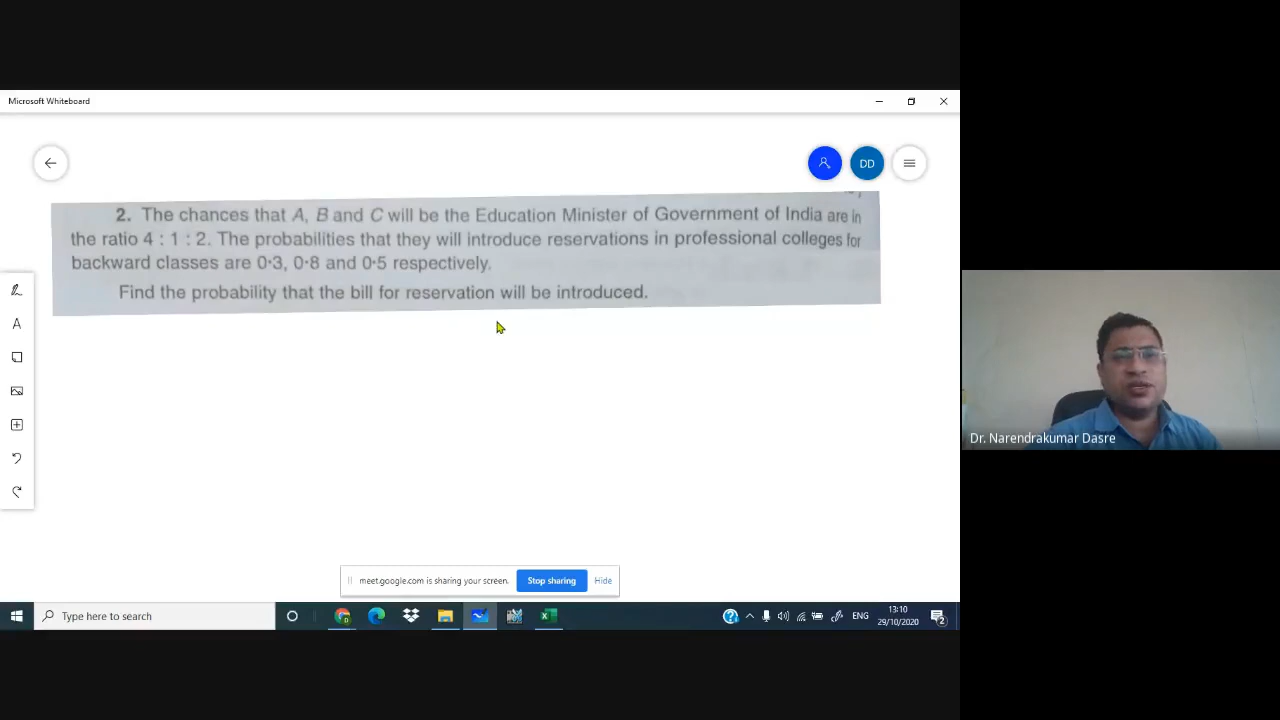 Microsoft Whiteboard
DD
2. The chances that A, B and C will be the Education Minister of Government of India are in
the ratio 4 : 1 : 2. The probabilities that they will introduce reservations in professional colleges for
backward classes are 0·3, 0·8 and 0·5 respectively.
Find the probability that the bill for reservation will be introduced.
A
Dr. Narendrakumar Dasre
meet.google.com is sharing your screen.
Stop sharing
Hide
Type here to search
ENG
13:10
29/10/2020
2